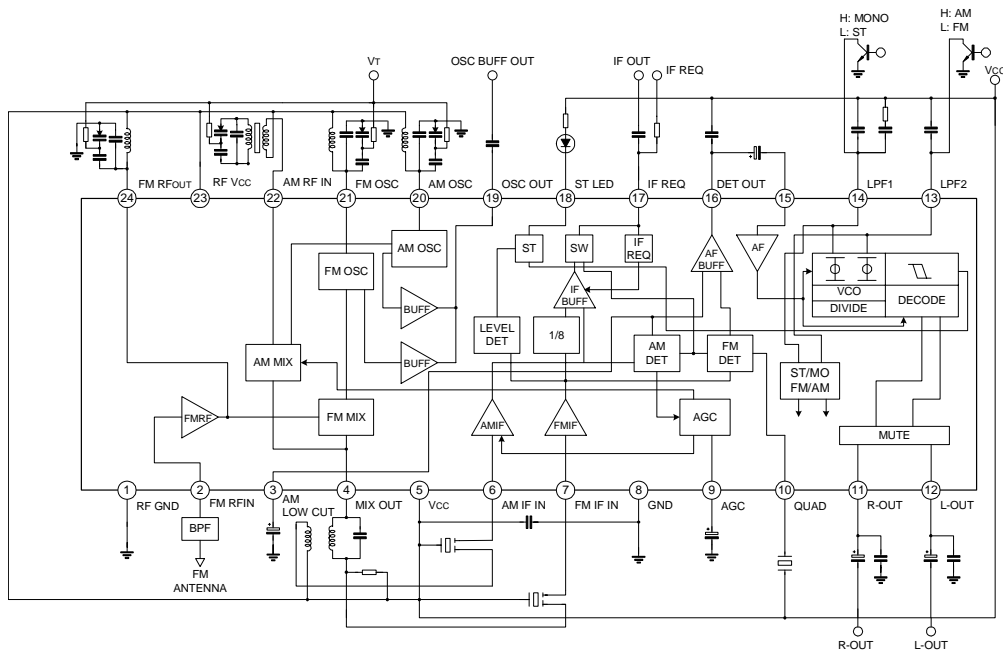 H: MONO
L: ST
H: AM
L: FM
VT
OSC BUFF OUT
IF OUT
IF REQ
VCC
FM RFOUT
RF VCC
AM RF IN
FM OSC
AM OSC
OSC OUT
ST LED
IF REQ
DET OUT
LPF1
LPF2
24
23
22
21
20
19
18
17
16
15
14
13
AM OSC
FM OSC
BUFF
BUFF
AM MIX
FM MIX
FMRF
ST
SW
IF
REQ
IF
BUFF
LEVEL
DET
1/8
AF
BUFF
AF
AM
DET
FM
DET
AMIF
FMIF
AGC
VCO
DIVIDE
DECODE
ST/MO
FM/AM
MUTE
1
2
3
4
5
6
7
8
9
10
11
12
RF GND
FM RFIN
AM
LOW CUT
MIX OUT
VCC
AM IF IN
FM IF IN
GND
AGC
QUAD
R-OUT
L-OUT
BPF
FM
ANTENNA
R-OUT
L-OUT